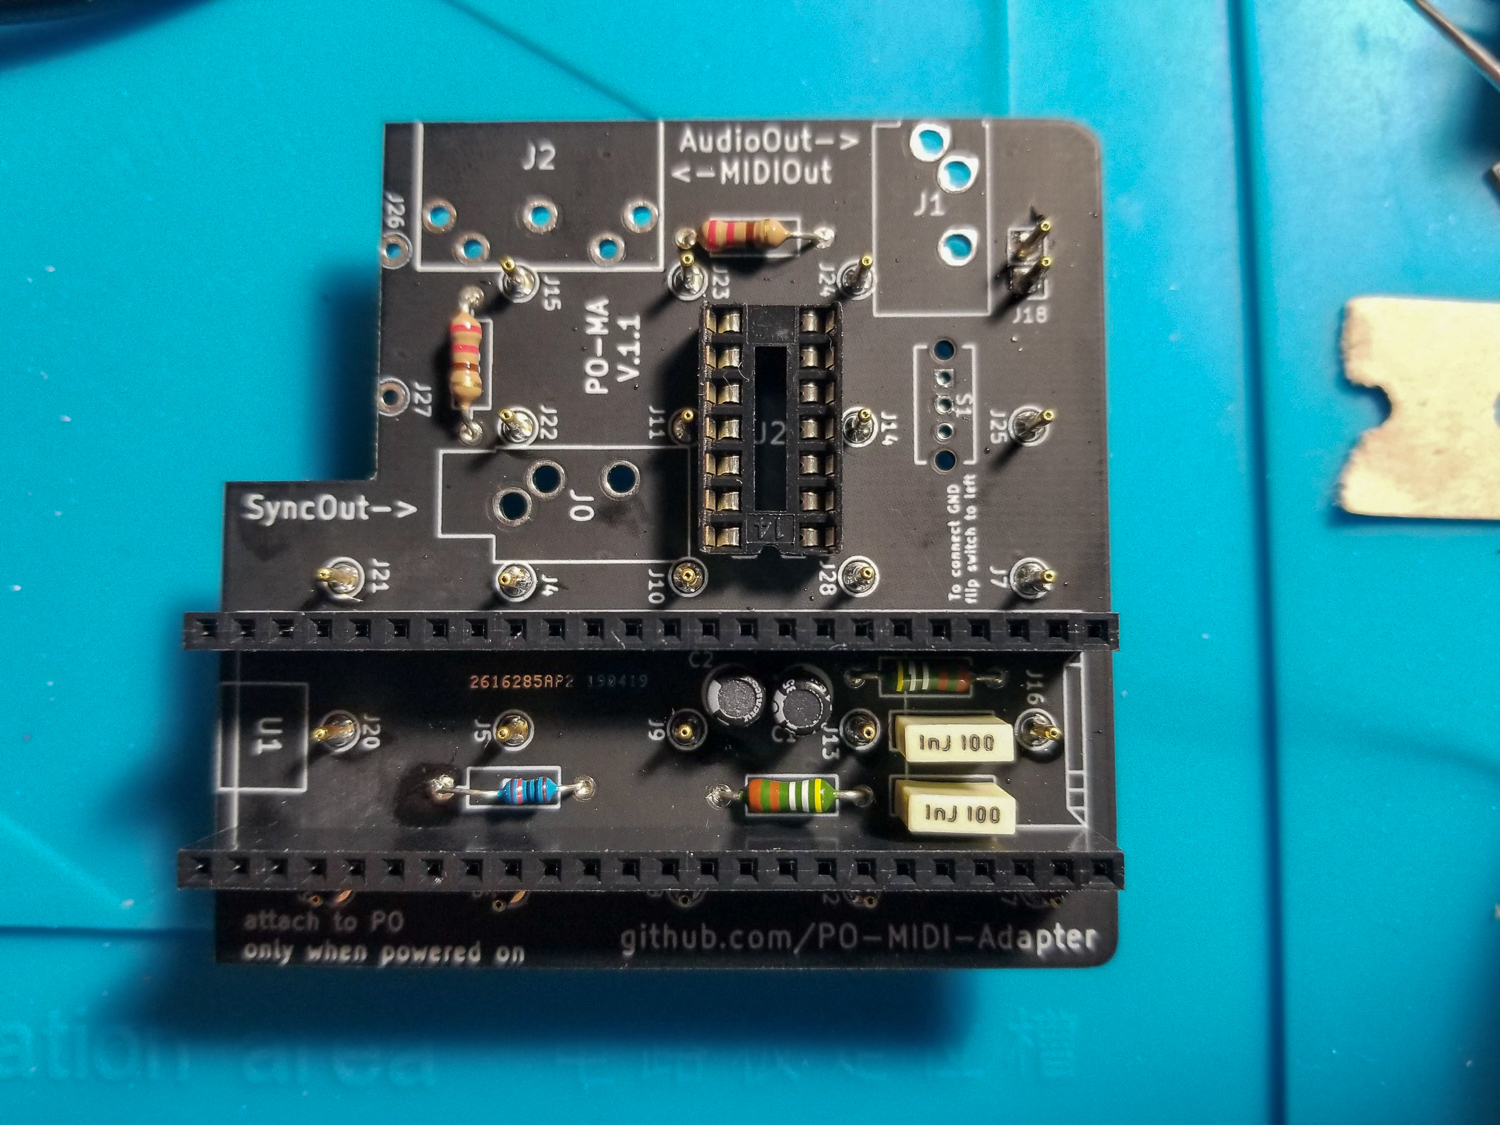 J2
AudioOut->
<-MIDIOut
J1
J26
J15
J23
J24
J18
PO-MA
V.1.1
J27
J22
J11
J2
J14
S1
J25
SyncOut->
J0
To connect GND
flip switch to left
14
J21
J4
J10
J28
J7
C2
2616285AP2 190419
J16
U1
J20
J5
J9
J13
1nJ 100
1nJ 100
attach to PO
only when powered on
github.com/PO-MIDI-Adapter
ation area